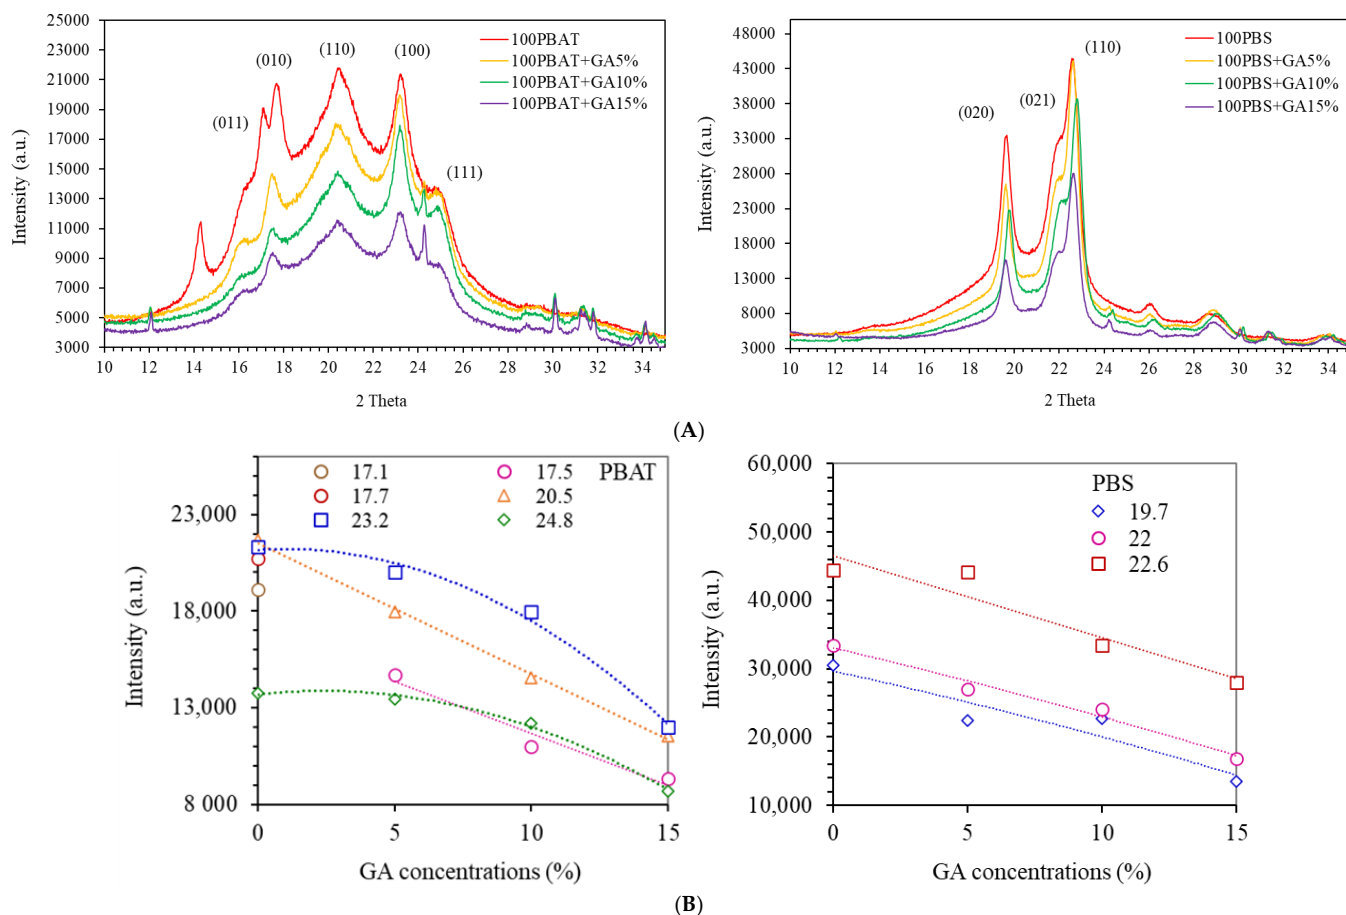 25000
23000
21000
19000
17000
15000
13000
11000
9000
7000
5000
3000
Intensity (a.u.)
10 12 14 16 18 20 22 24 26 28 30 32 34
2 Theta
(011)
(010)
(110)
(100)
(111)
100PBAT
100PBAT+GA5%
100PBAT+GA10%
100PBAT+GA15%
48000
43000
38000
33000
28000
23000
18000
13000
8000
3000
Intensity (a.u.)
10 12 14 16 18 20 22 24 26 28 30 32 34
2 Theta
(020)
(021)
(110)
100PBS
100PBS+GA5%
100PBS+GA10%
100PBS+GA15%
(A)
23,000
18,000
13,000
8 000
Intensity (a.u.)
0 5 10 15
GA concentrations (%)
17.1 17.5 PBAT
17.7 20.5
23.2 24.8
60,000
50,000
40,000
30,000
20,000
10,000
Intensity (a.u.)
0 5 10 15
GA concentrations (%)
PBS
19.7
22
22.6
(B)